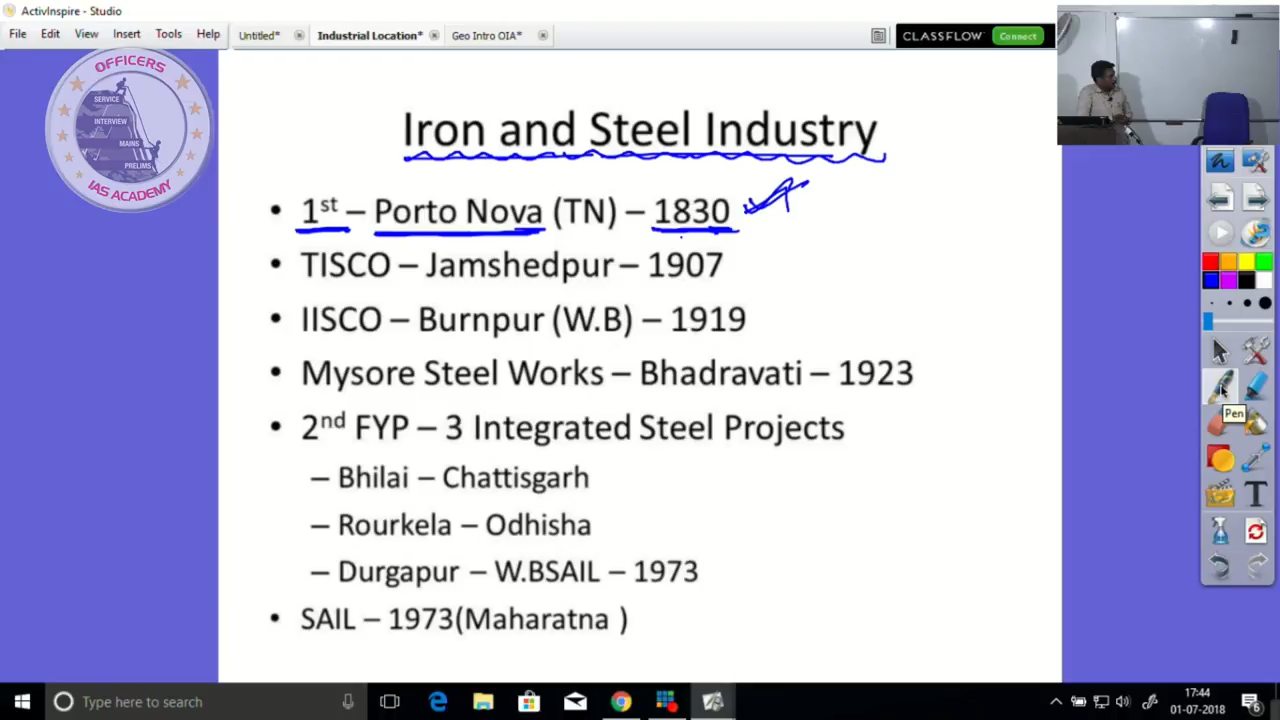 ActivInspire - Studio
File Edit View Insert Tools Help Untitled* Industrial Location* Geo Intro OIA* CLASSFLOW Connect
OFFICERS
SERVICE
INTERVIEW
MAINS
PRELIMS
IAS ACADEMY
Iron and Steel Industry
• 1st – Porto Nova (TN) – 1830
• TISCO – Jamshedpur – 1907
• IISCO – Burnpur (W.B) – 1919
• Mysore Steel Works – Bhadravati – 1923
• 2nd FYP – 3 Integrated Steel Projects
– Bhilai – Chattisgarh
– Rourkela – Odhisha
– Durgapur – W.BSAIL – 1973
• SAIL – 1973(Maharatna )
Pen
T
Type here to search
17:44
01-07-2018
6